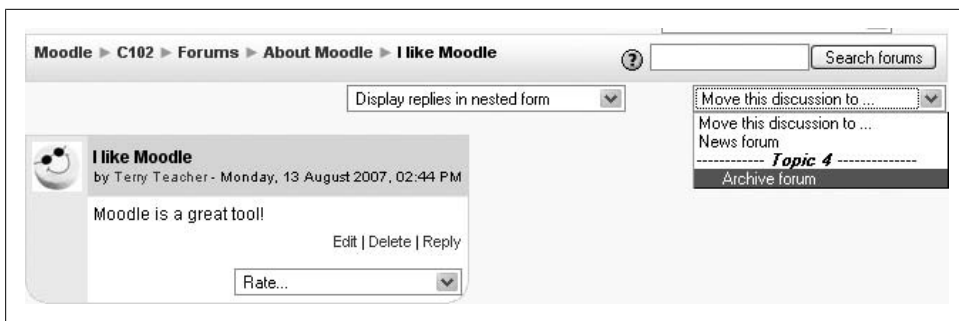 Moodle ► C102 ► Forums ► About Moodle ► I like Moodle
? Search forums
Display replies in nested form
Move this discussion to ...
Move this discussion to ...
News forum
------------ Topic 4 --------------
Archive forum
I like Moodle
by Terry Teacher - Monday, 13 August 2007, 02:44 PM
Moodle is a great tool!
Edit | Delete | Reply
Rate...